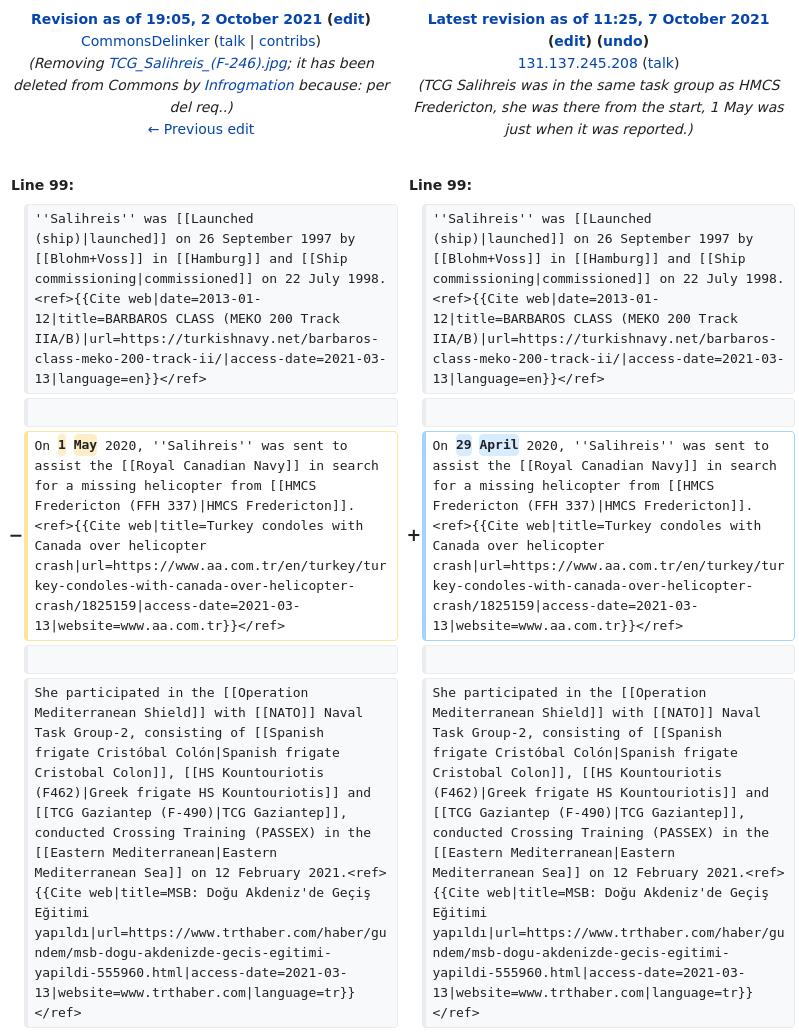 Revision as of 19:05, 2 October 2021 (edit)
CommonsDelinker (talk | contribs)
(Removing TCG_Salihreis_(F-246).jpg; it has been
deleted from Commons by Infrogmation because: per
del req..)
← Previous edit
Latest revision as of 11:25, 7 October 2021
(edit) (undo)
131.137.245.208 (talk)
(TCG Salihreis was in the same task group as HMCS
Fredericton, she was there from the start, 1 May was
just when it was reported.)
Line 99:
''Salihreis'' was [[Launched
(ship)|launched]] on 26 September 1997 by
[[Blohm+Voss]] in [[Hamburg]] and [[Ship
commissioning|commissioned]] on 22 July 1998.
<ref>{{Cite web|date=2013-01-
12|title=BARBAROS CLASS (MEKO 200 Track
IIA/B)|url=https://turkishnavy.net/barbaros-
class-meko-200-track-ii/|access-date=2021-03-
13|language=en}}</ref>
−
On 1 May 2020, ''Salihreis'' was sent to
assist the [[Royal Canadian Navy]] in search
for a missing helicopter from [[HMCS
Fredericton (FFH 337)|HMCS Fredericton]].
<ref>{{Cite web|title=Turkey condoles with
Canada over helicopter
crash|url=https://www.aa.com.tr/en/turkey/tur
key-condoles-with-canada-over-helicopter-
crash/1825159|access-date=2021-03-
13|website=www.aa.com.tr}}</ref>
She participated in the [[Operation
Mediterranean Shield]] with [[NATO]] Naval
Task Group-2, consisting of [[Spanish
frigate Cristóbal Colón|Spanish frigate
Cristobal Colon]], [[HS Kountouriotis
(F462)|Greek frigate HS Kountouriotis]] and
[[TCG Gaziantep (F-490)|TCG Gaziantep]],
conducted Crossing Training (PASSEX) in the
[[Eastern Mediterranean|Eastern
Mediterranean Sea]] on 12 February 2021.<ref>
{{Cite web|title=MSB: Doğu Akdeniz'de Geçiş
Eğitimi
yapıldı|url=https://www.trthaber.com/haber/gu
ndem/msb-dogu-akdenizde-gecis-egitimi-
yapildi-555960.html|access-date=2021-03-
13|website=www.trthaber.com|language=tr}}
</ref>
Line 99:
''Salihreis'' was [[Launched
(ship)|launched]] on 26 September 1997 by
[[Blohm+Voss]] in [[Hamburg]] and [[Ship
commissioning|commissioned]] on 22 July 1998.
<ref>{{Cite web|date=2013-01-
12|title=BARBAROS CLASS (MEKO 200 Track
IIA/B)|url=https://turkishnavy.net/barbaros-
class-meko-200-track-ii/|access-date=2021-03-
13|language=en}}</ref>
+
On 29 April 2020, ''Salihreis'' was sent to
assist the [[Royal Canadian Navy]] in search
for a missing helicopter from [[HMCS
Fredericton (FFH 337)|HMCS Fredericton]].
<ref>{{Cite web|title=Turkey condoles with
Canada over helicopter
crash|url=https://www.aa.com.tr/en/turkey/tur
key-condoles-with-canada-over-helicopter-
crash/1825159|access-date=2021-03-
13|website=www.aa.com.tr}}</ref>
She participated in the [[Operation
Mediterranean Shield]] with [[NATO]] Naval
Task Group-2, consisting of [[Spanish
frigate Cristóbal Colón|Spanish frigate
Cristobal Colon]], [[HS Kountouriotis
(F462)|Greek frigate HS Kountouriotis]] and
[[TCG Gaziantep (F-490)|TCG Gaziantep]],
conducted Crossing Training (PASSEX) in the
[[Eastern Mediterranean|Eastern
Mediterranean Sea]] on 12 February 2021.<ref>
{{Cite web|title=MSB: Doğu Akdeniz'de Geçiş
Eğitimi
yapıldı|url=https://www.trthaber.com/haber/gu
ndem/msb-dogu-akdenizde-gecis-egitimi-
yapildi-555960.html|access-date=2021-03-
13|website=www.trthaber.com|language=tr}}
</ref>